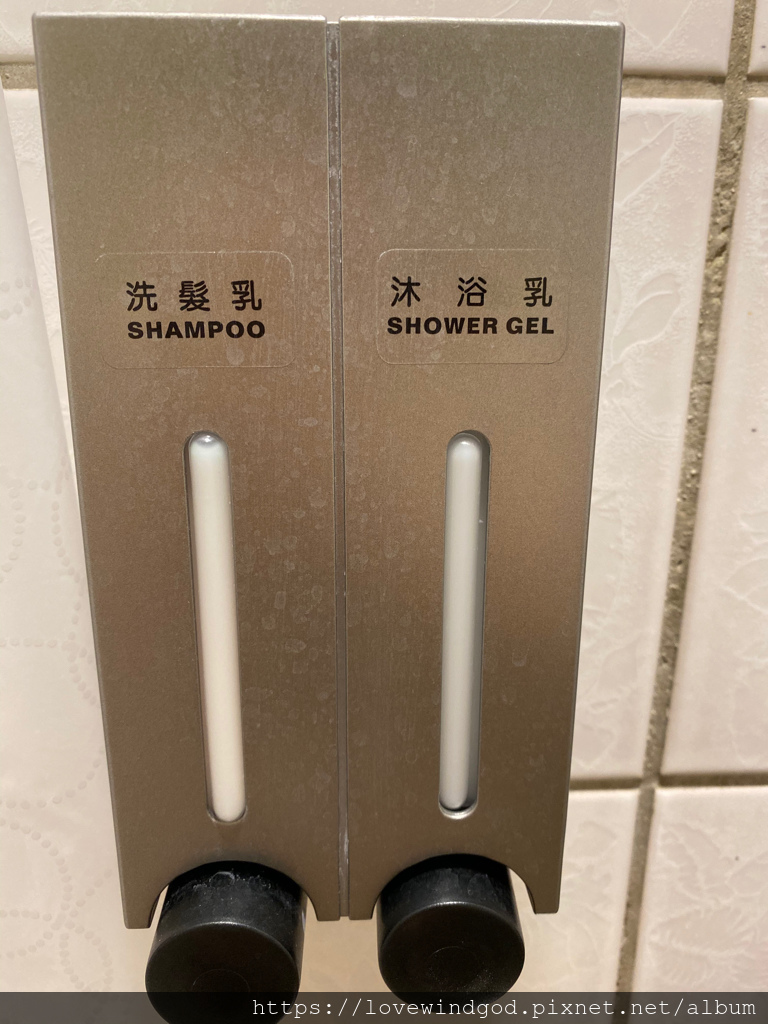 洗髮乳
SHAMPOO
沐浴乳
SHOWER GEL
https://lovewindgod.pixnet.net/album